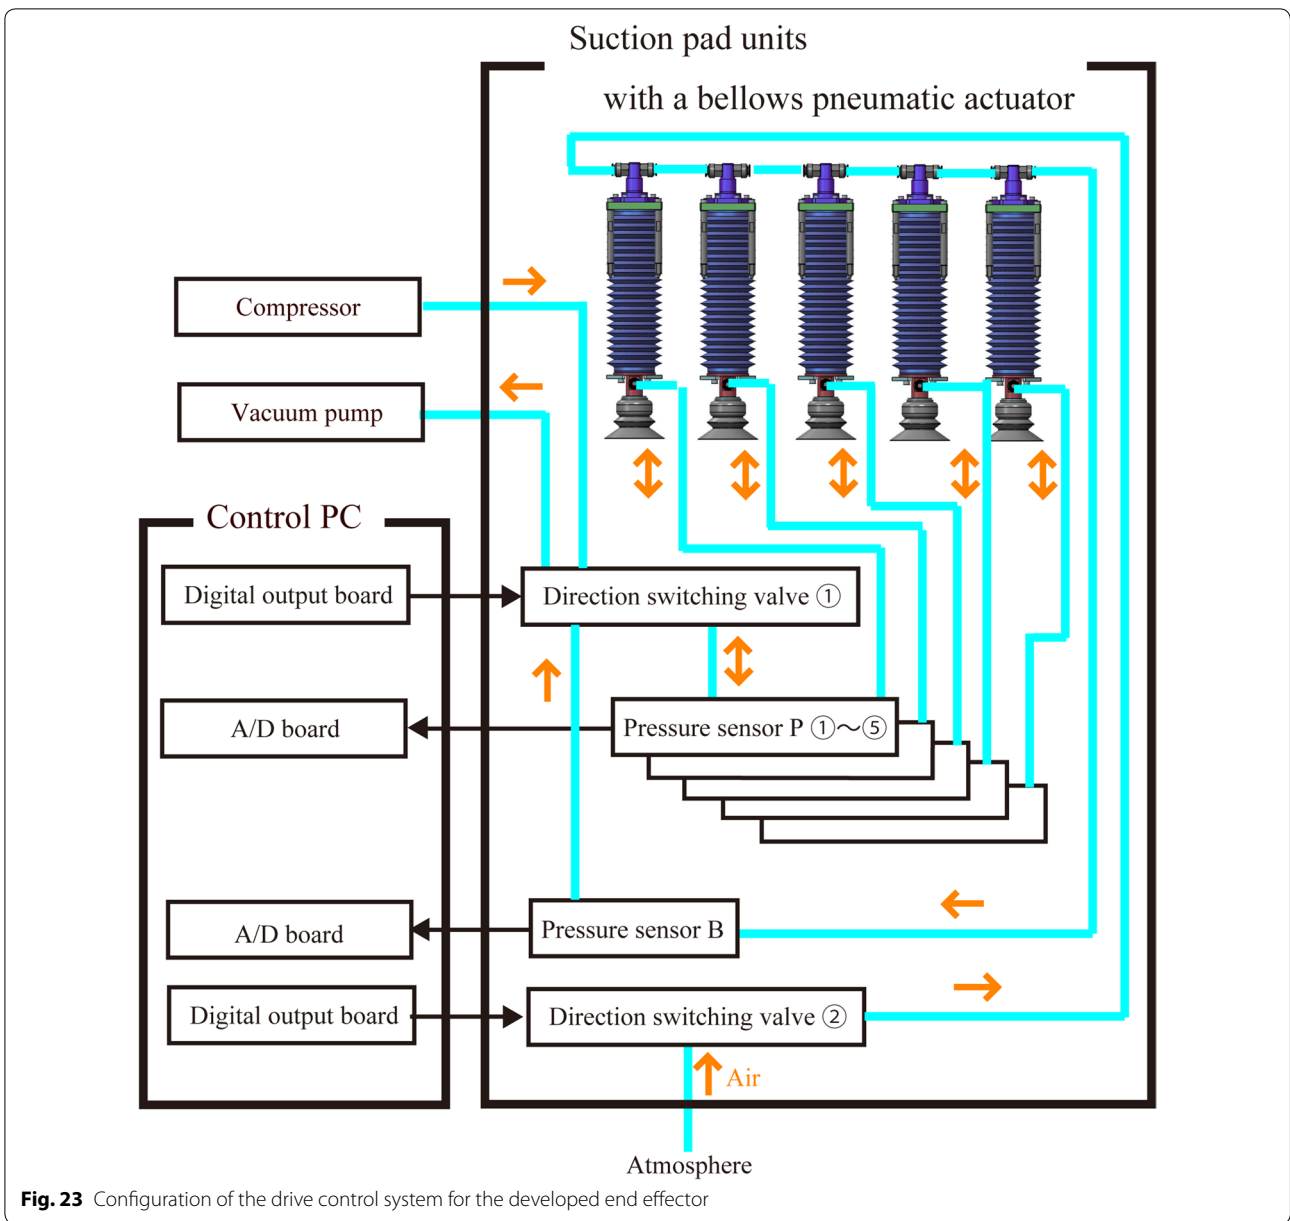 Suction pad units
with a bellows pneumatic actuator
Compressor
Vacuum pump
Control PC
Digital output board
Direction switching valve ①
A/D board
Pressure sensor P ①～⑤
A/D board
Pressure sensor B
Digital output board
Direction switching valve ②
Air
Atmosphere
Fig. 23 Configuration of the drive control system for the developed end effector